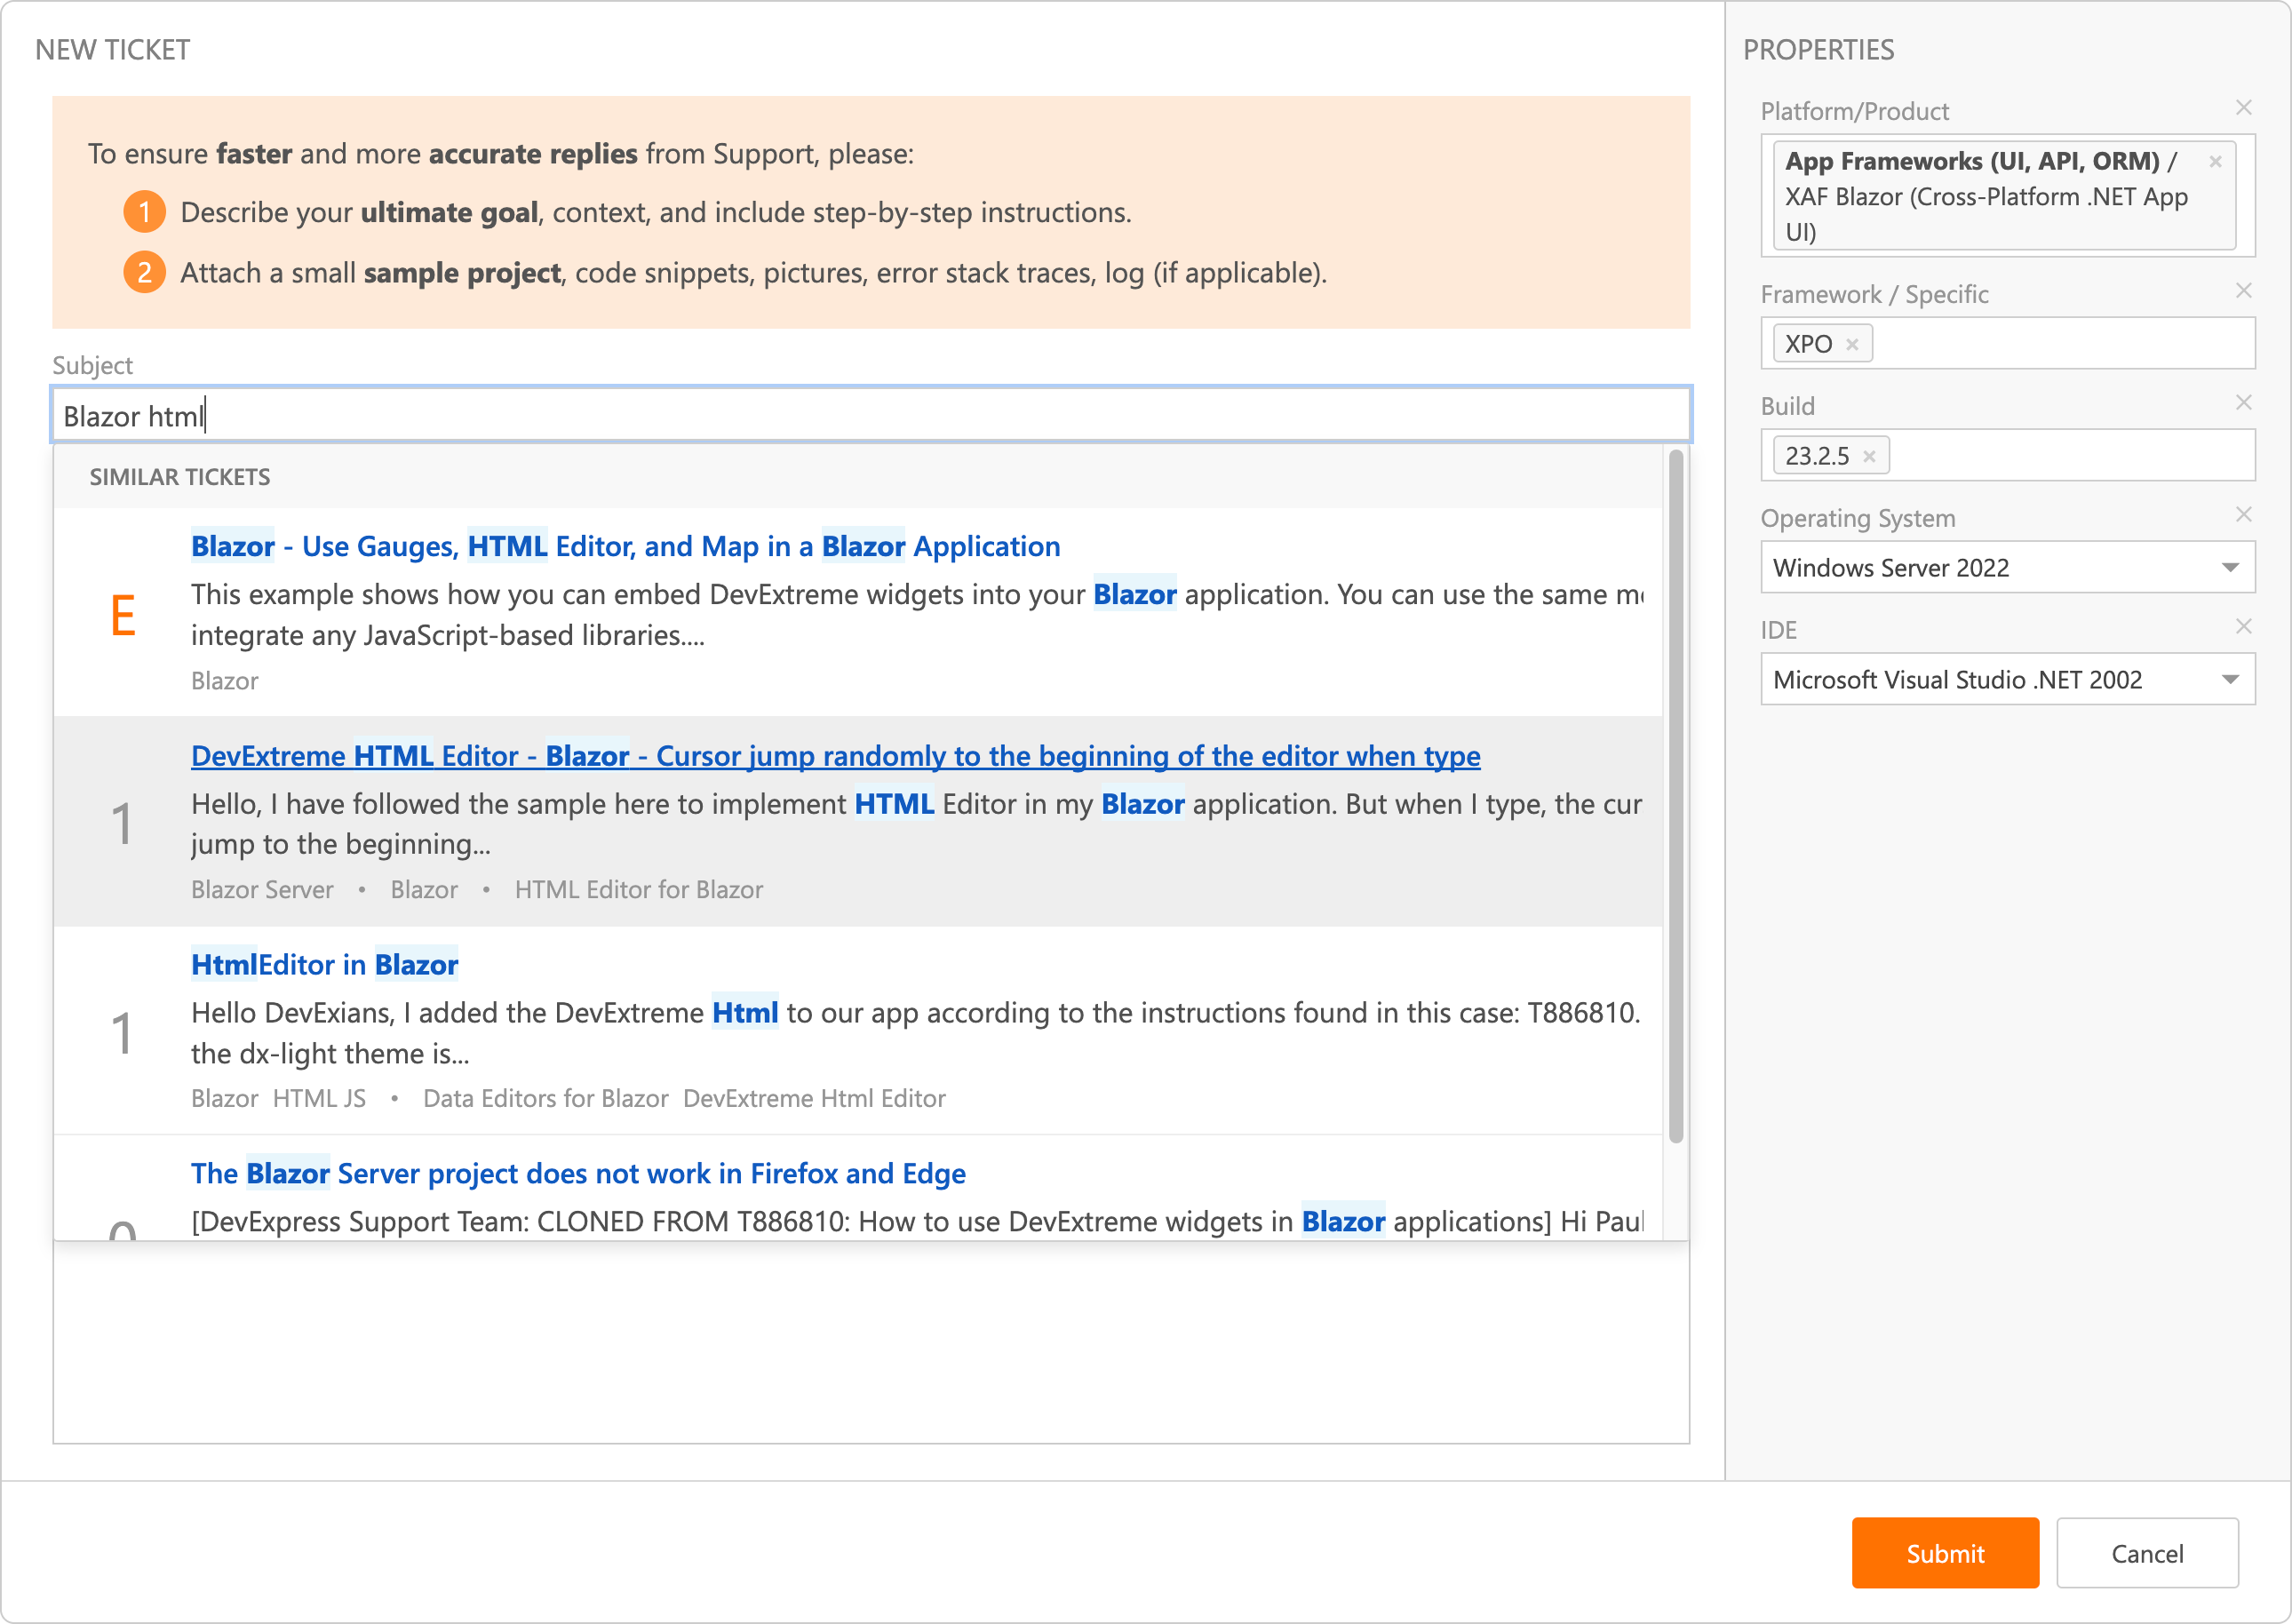 NEW TICKET
To ensure faster and more accurate replies from Support, please:
1 Describe your ultimate goal, context, and include step-by-step instructions.
2 Attach a small sample project, code snippets, pictures, error stack traces, log (if applicable).
Subject
Blazor html
SIMILAR TICKETS
Blazor - Use Gauges, HTML Editor, and Map in a Blazor Application
E
This example shows how you can embed DevExtreme widgets into your Blazor application. You can use the same
integrate any JavaScript-based libraries....
Blazor
DevExtreme HTML Editor - Blazor - Cursor jump randomly to the beginning of the editor when type
1
Hello, I have followed the sample here to implement HTML Editor in my Blazor application. But when I type, the cur
jump to the beginning...
Blazor Server • Blazor • HTML Editor for Blazor
HtmlEditor in Blazor
1
Hello DevExians, I added the DevExtreme Html to our app according to the instructions found in this case: T886810.
the dx-light theme is...
Blazor HTML JS • Data Editors for Blazor DevExtreme Html Editor
The Blazor Server project does not work in Firefox and Edge
[DevExpress Support Team: CLONED FROM T886810: How to use DevExtreme widgets in Blazor applications] Hi Paul
PROPERTIES
Platform/Product
App Frameworks (UI, API, ORM) /
XAF Blazor (Cross-Platform .NET App
UI)
Framework / Specific
XPO
Build
23.2.5
Operating System
Windows Server 2022
IDE
Microsoft Visual Studio .NET 2002
Submit
Cancel